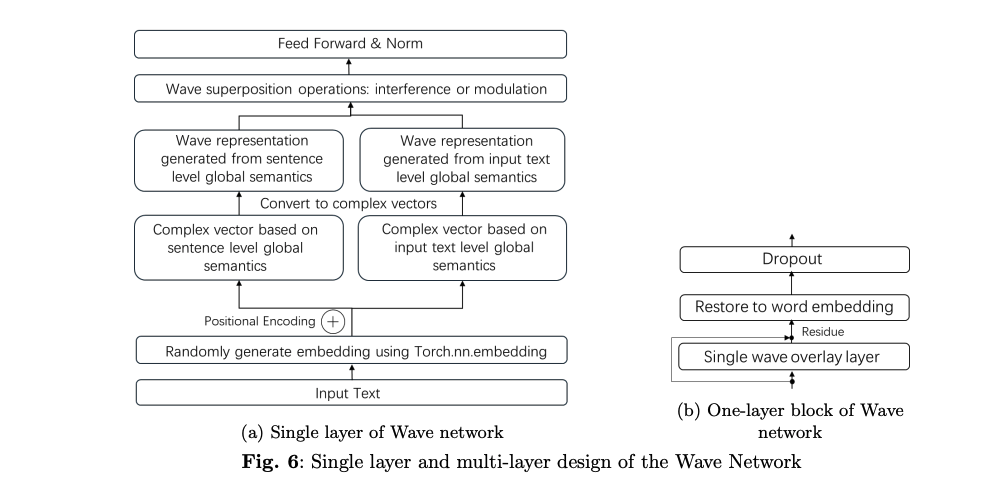 Feed Forward & Norm
Wave superposition operations: interference or modulation
Wave representation
generated from sentence
level global semantics
Wave representation
generated from input text
level global semantics
Convert to complex vectors
Complex vector based on
sentence level global
semantics
Complex vector based on
input text level global
semantics
Positional Encoding +
Randomly generate embedding using Torch.nn.embedding
Input Text
(a) Single layer of Wave network
Dropout
Restore to word embedding
Residue
Single wave overlay layer
(b) One-layer block of Wave
network
Fig. 6: Single layer and multi-layer design of the Wave Network